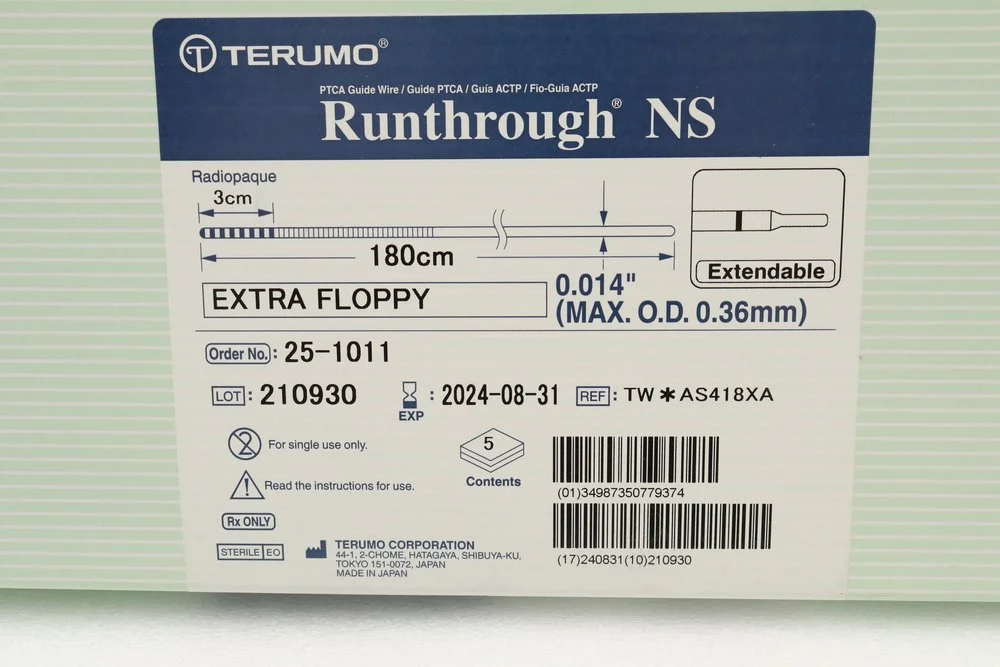 TERUMO®
PTCA Guide Wire / Guide PTCA / Guía ACTP / Fio-Guia ACTP
Runthrough® NS
Radiopaque
3cm
180cm
Extendable
EXTRA FLOPPY
0.014"
(MAX. O.D. 0.36mm)
Order No.: 25-1011
LOT: 210930
EXP: 2024-08-31
REF: TW✱AS418XA
2 For single use only.
5
Contents
Read the instructions for use.
(01)34987350779374
Rx ONLY
STERILE EO
TERUMO CORPORATION
44-1, 2-CHOME, HATAGAYA, SHIBUYA-KU,
TOKYO 151-0072, JAPAN
MADE IN JAPAN
(17)240831(10)210930